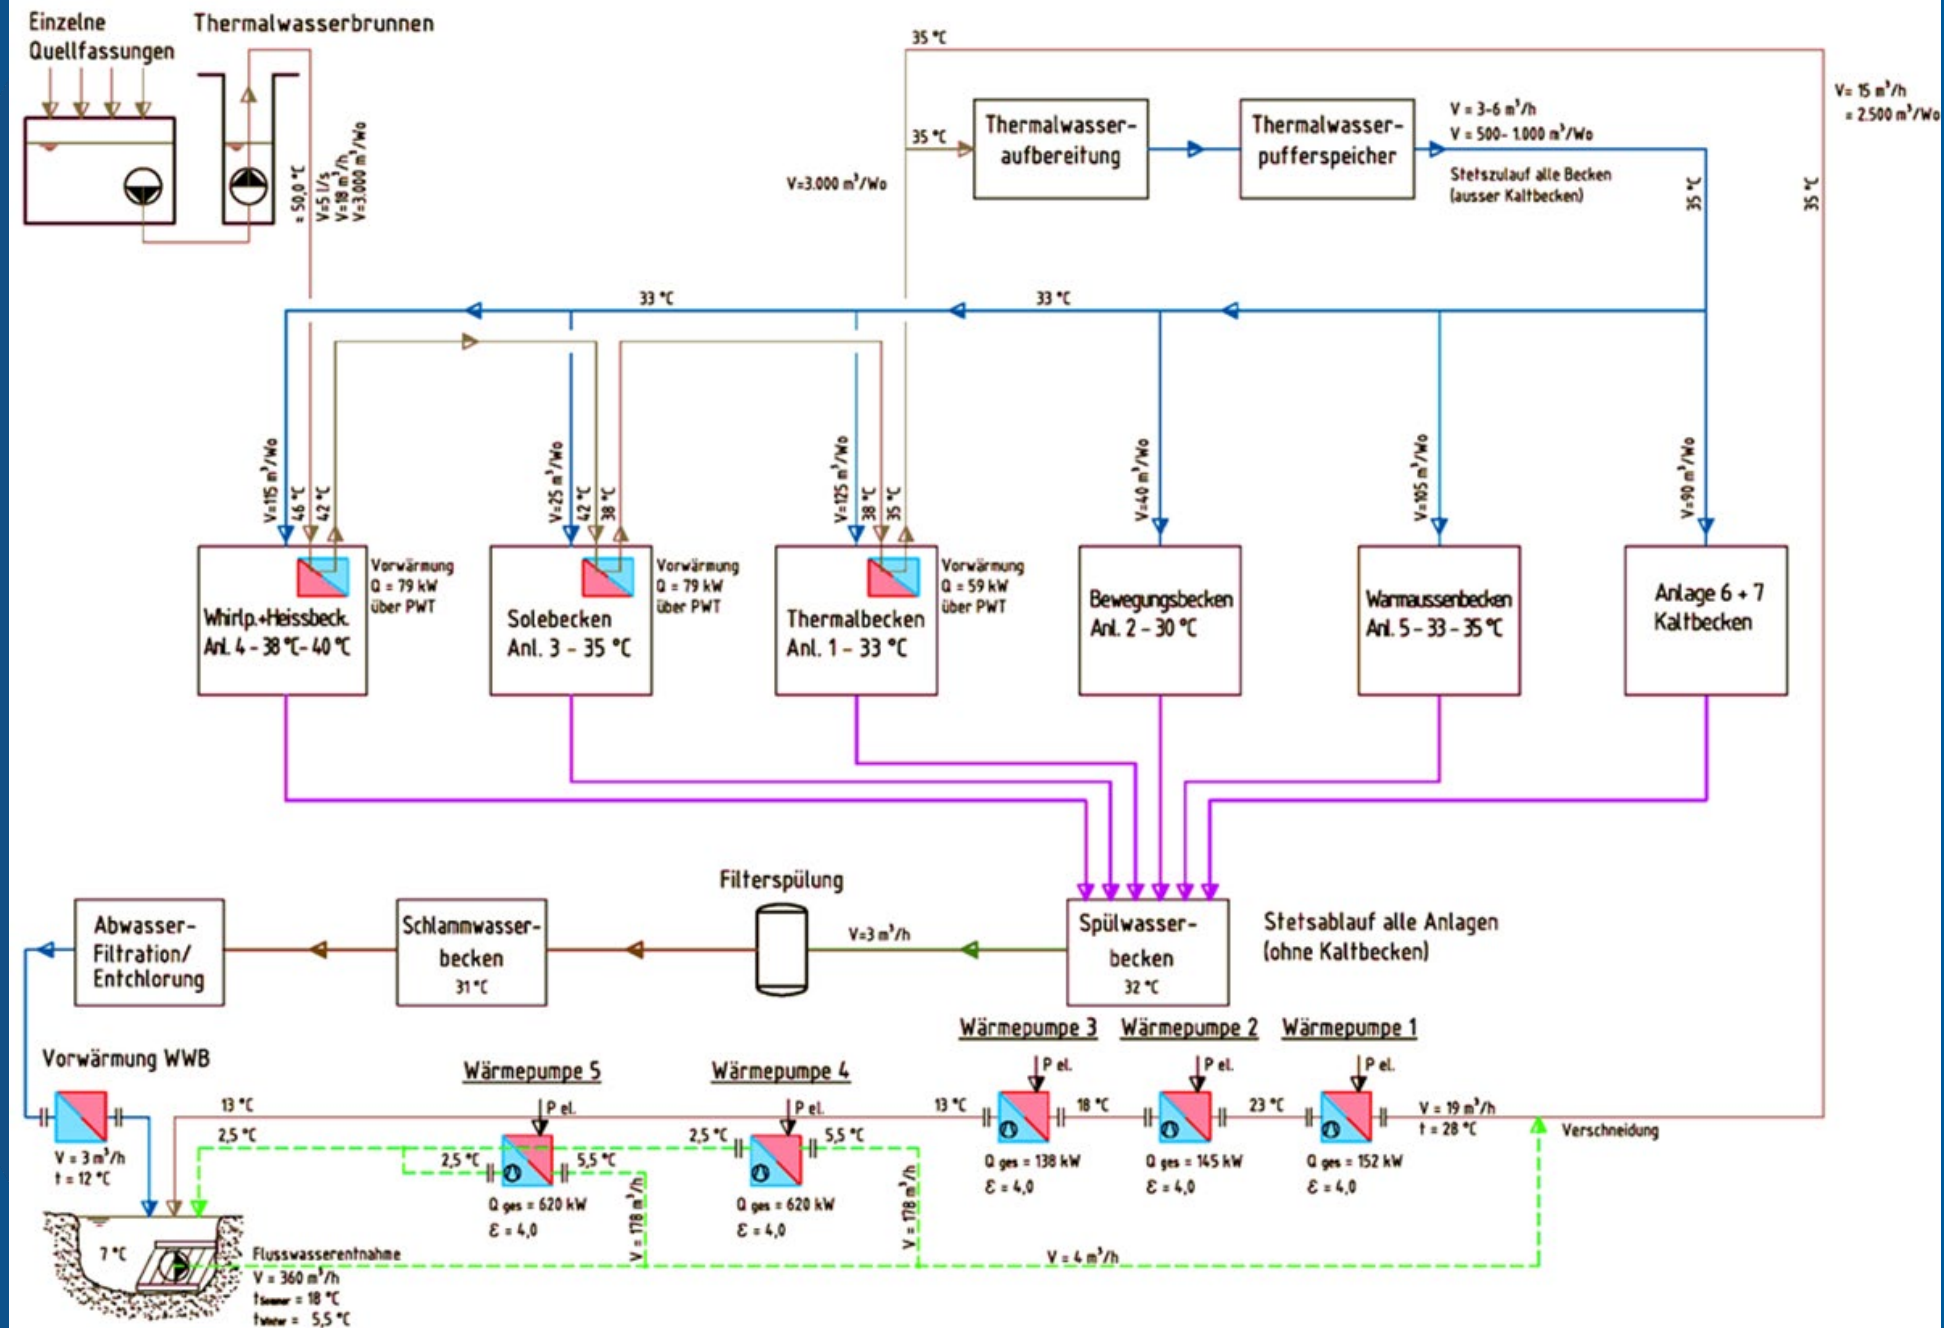 Einzelne
Quellfassungen
Thermalwasserbrunnen
= 50,0 °C
V=5 l/s
V=18 m³/h
V=3.000 m³/Wo
35 °C
35 °C
V=3.000 m³/Wo
Thermalwasser-
aufbereitung
Thermalwasser-
pufferspeicher
V = 3-6 m³/h
V = 500- 1.000 m³/Wo
Stetszulauf alle Becken
(ausser Kaltbecken)
35 °C
35 °C
V= 15 m³/h
= 2.500 m³/Wo
33 °C
33 °C
V=115 m³/Wo
46 °C
42 °C
V=25 m³/Wo
42 °C
38 °C
V=125 m³/Wo
38 °C
35 °C
V=40 m³/Wo
V=105 m³/Wo
V=90 m³/Wo
Vorwärmung
Q = 79 kW
über PWT
Whirlp.+Heissbeck.
Anl. 4 - 38 °C- 40 °C
Vorwärmung
Q = 79 kW
über PWT
Solebecken
Anl. 3 - 35 °C
Vorwärmung
Q = 59 kW
über PWT
Thermalbecken
Anl. 1 - 33 °C
Bewegungsbecken
Anl. 2 - 30 °C
Warmaussenbecken
Anl. 5 - 33 - 35 °C
Anlage 6 + 7
Kaltbecken
Abwasser-
Filtration/
Entchlorung
Schlammwasser-
becken
31 °C
Filterspülung
V=3 m³/h
Spülwasser-
becken
32 °C
Stetsablauf alle Anlagen
(ohne Kaltbecken)
Vorwärmung WWB
V = 3 m³/h
t = 12 °C
Wärmepumpe 5
P el.
Wärmepumpe 4
P el.
Wärmepumpe 3
P el.
Wärmepumpe 2
P el.
Wärmepumpe 1
P el.
13 °C
13 °C
18 °C
23 °C
V = 19 m³/h
t = 28 °C
Verschneidung
2,5 °C
2,5 °C
5,5 °C
2,5 °C
5,5 °C
Q ges = 620 kW
Ɛ = 4,0
Q ges = 620 kW
Ɛ = 4,0
Q ges = 138 kW
Ɛ = 4,0
Q ges = 145 kW
Ɛ = 4,0
Q ges = 152 kW
Ɛ = 4,0
V = 178 m³/h
V = 178 m³/h
V = 4 m³/h
7 °C
Flusswasserentnahme
V = 360 m³/h
tSommer = 18 °C
tWinter = 5,5 °C